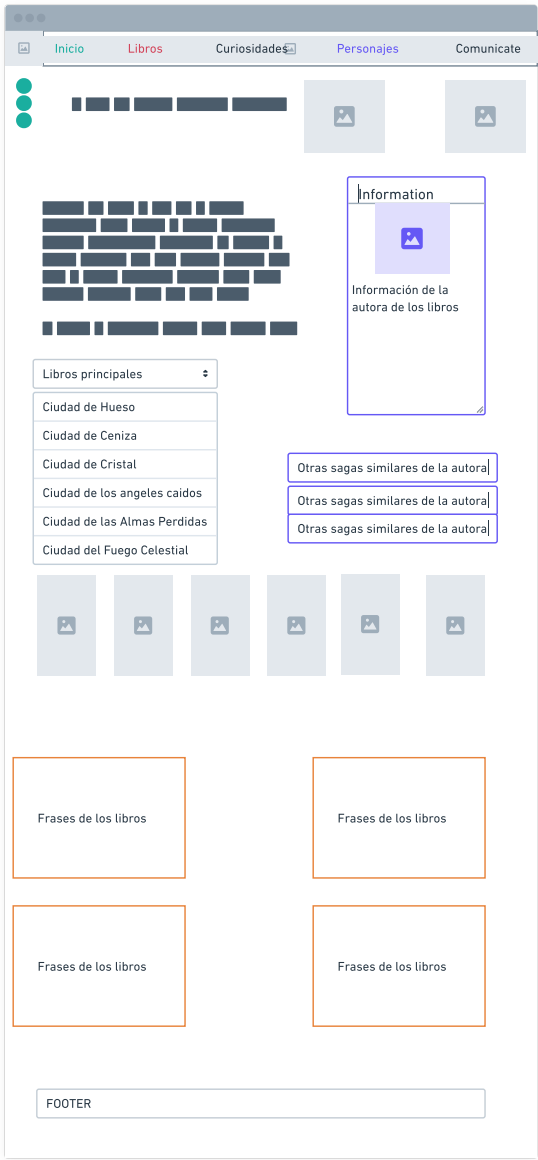 Inicio
Libros
Curiosidades
Personajes
Comunicate
Information
Información de la
autora de los libros
Libros principales
Ciudad de Hueso
Ciudad de Ceniza
Ciudad de Cristal
Ciudad de los angeles caidos
Ciudad de las Almas Perdidas
Ciudad del Fuego Celestial
Otras sagas similares de la autora
Otras sagas similares de la autora
Otras sagas similares de la autora
Frases de los libros
Frases de los libros
Frases de los libros
Frases de los libros
FOOTER